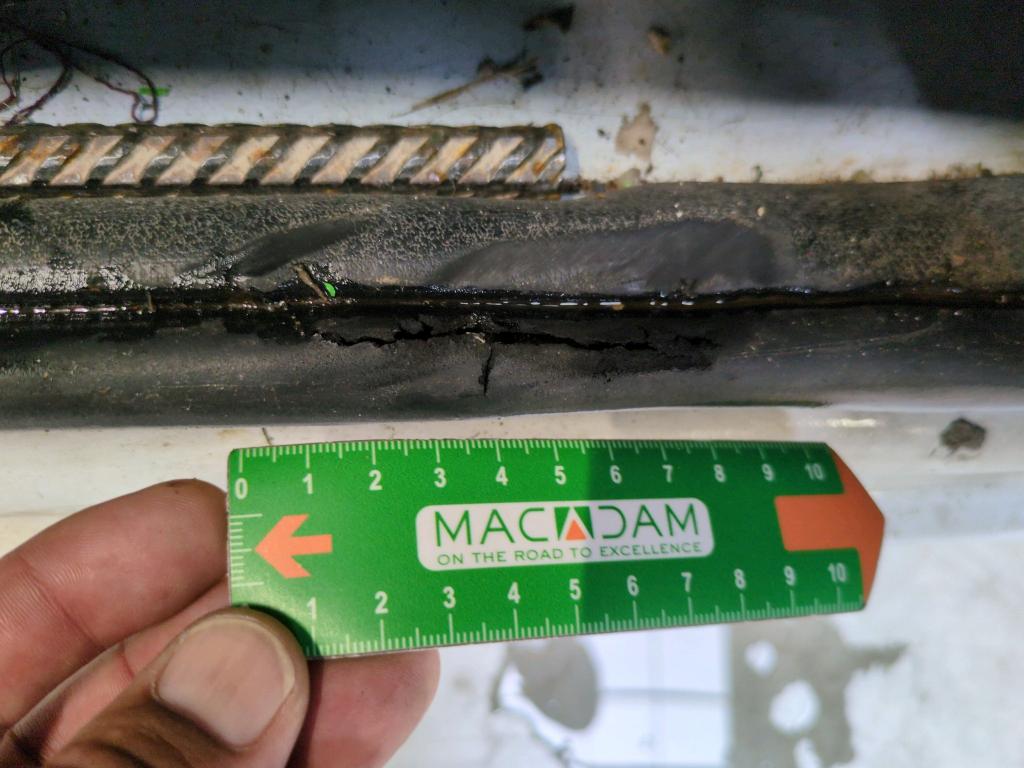 0 1 2 3 4 5 6 7 8 9 10
MACADAM
ON THE ROAD TO EXCELLENCE
1 2 3 4 5 6 7 8 9 10